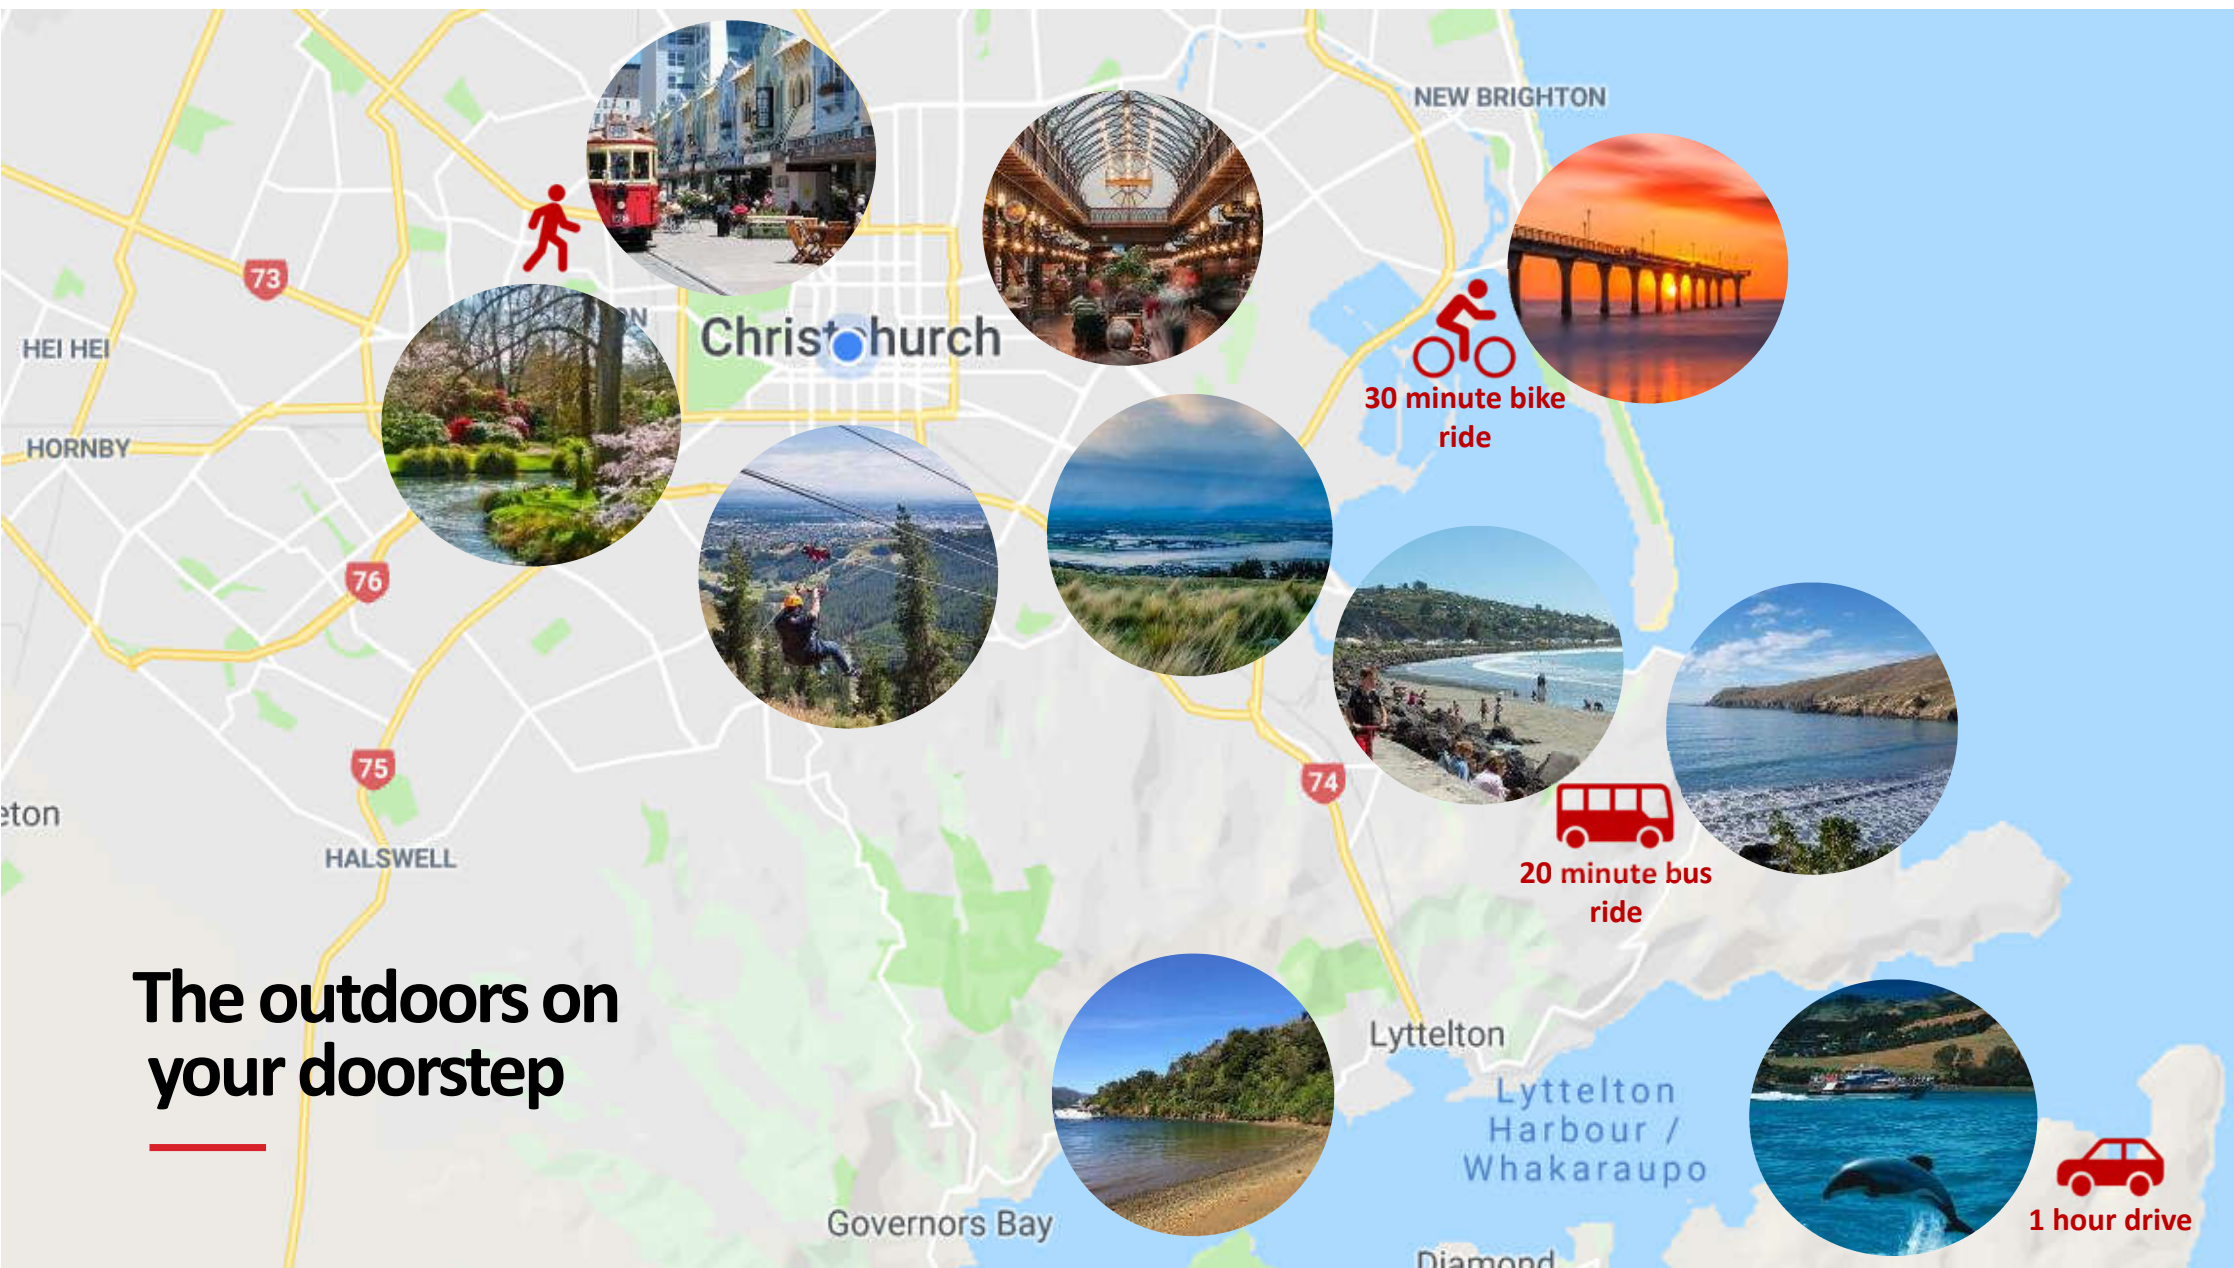 NEW BRIGHTON
73
HEI HEI
Christchurch
30 minute bike
ride
HORNBY
76
75
74
eton
HALSWELL
20 minute bus
ride
The outdoors on
your doorstep
Lyttelton
Lyttelton
Harbour /
Whakaraupo
Governors Bay
1 hour drive
Diamond